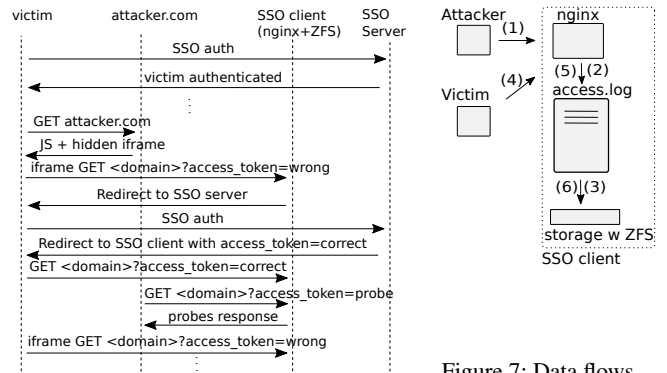 victim
attacker.com
SSO client
(nginx+ZFS)
SSO
Server
SSO auth
victim authenticated
GET attacker.com
JS + hidden iframe
iframe GET <domain>?access_token=wrong
Redirect to SSO server
SSO auth
Redirect to SSO client with access_token=correct
GET <domain>?access_token=correct
GET <domain>?access_token=probe
probes response
iframe GET <domain>?access_token=wrong
Attacker
(1)
nginx
Victim
(4)
(5) (2)
access.log
(6) (3)
storage w ZFS
SSO client
Figure 7: Data flows